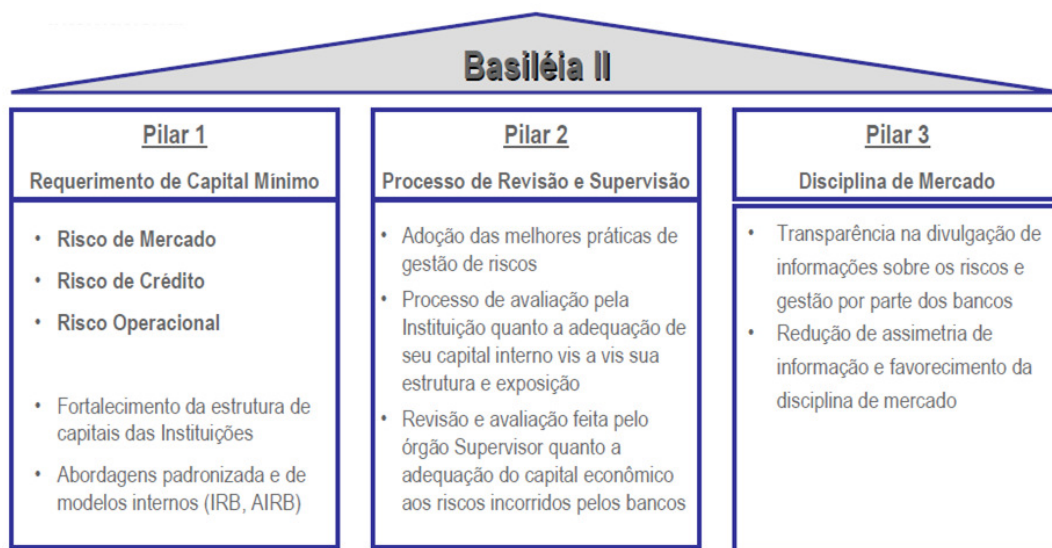 Basiléia II
Pilar 1
Requerimento de Capital Mínimo
• Risco de Mercado
• Risco de Crédito
• Risco Operacional
• Fortalecimento da estrutura de
capitais das Instituições
• Abordagens padronizada e de
modelos internos (IRB, AIRB)
Pilar 2
Processo de Revisão e Supervisão
• Adoção das melhores práticas de
gestão de riscos
• Processo de avaliação pela
Instituição quanto a adequação de
seu capital interno vis a vis sua
estrutura e exposição
• Revisão e avaliação feita pelo
órgão Supervisor quanto a
adequação do capital econômico
aos riscos incorridos pelos bancos
Pilar 3
Disciplina de Mercado
• Transparência na divulgação de
informações sobre os riscos e
gestão por parte dos bancos
• Redução de assimetria de
informação e favorecimento da
disciplina de mercado